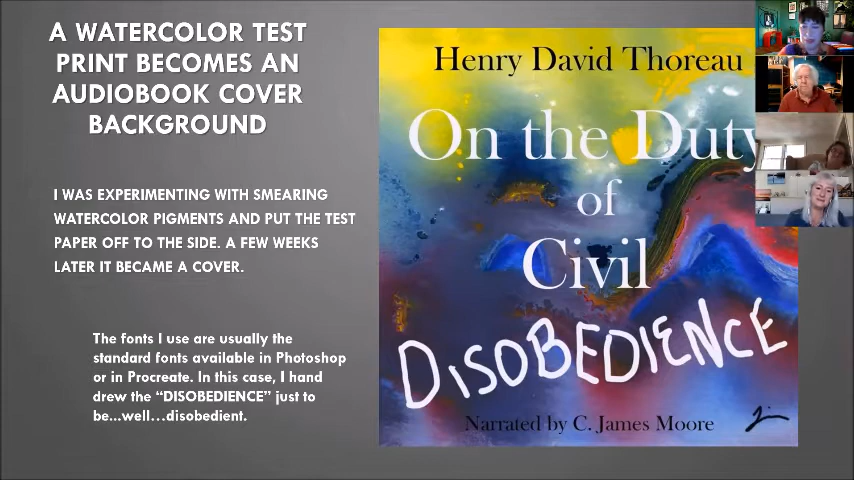 A WATERCOLOR TEST
PRINT BECOMES AN
AUDIOBOOK COVER
BACKGROUND
I WAS EXPERIMENTING WITH SMEARING
WATERCOLOR PIGMENTS AND PUT THE TEST
PAPER OFF TO THE SIDE. A FEW WEEKS
LATER IT BECAME A COVER.
The fonts I use are usually the
standard fonts available in Photoshop
or in Procreate. In this case, I hand
drew the “DISOBEDIENCE” just to
be...well...disobedient.
Henry David Thoreau
On the Duty
of
Civil
DISOBEDIENCE
Narrated by C. James Moore